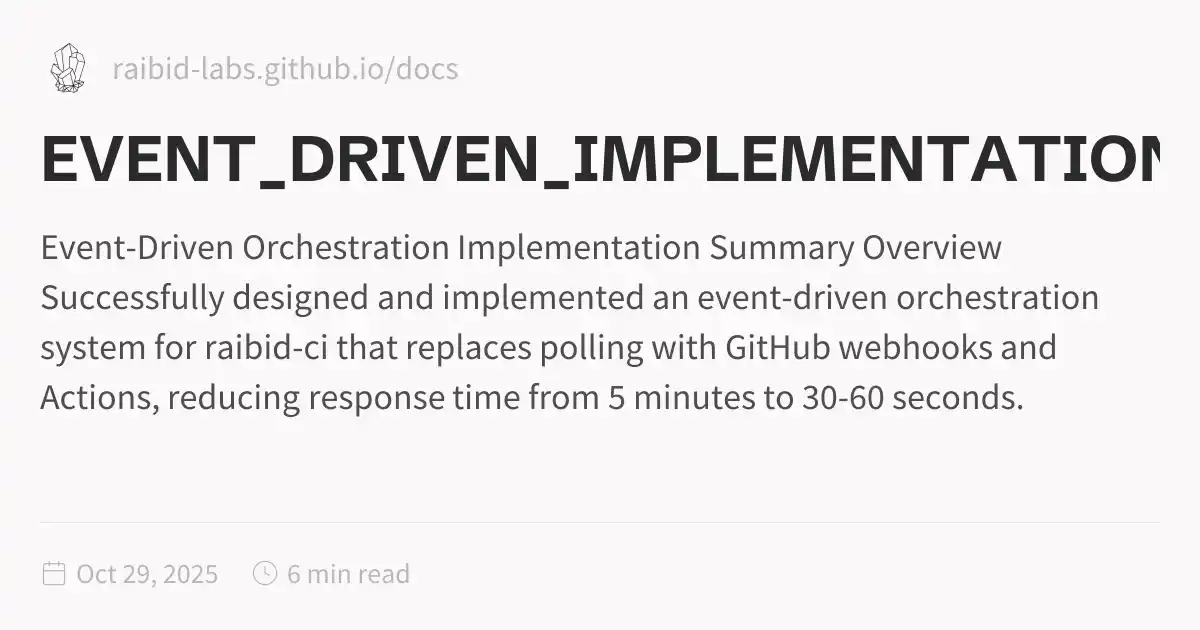 raibid-labs.github.io/docs
EVENT_DRIVEN_IMPLEMENTATION
Event-Driven Orchestration Implementation Summary Overview
Successfully designed and implemented an event-driven orchestration
system for raibid-ci that replaces polling with GitHub webhooks and
Actions, reducing response time from 5 minutes to 30-60 seconds.
Oct 29, 2025 6 min read